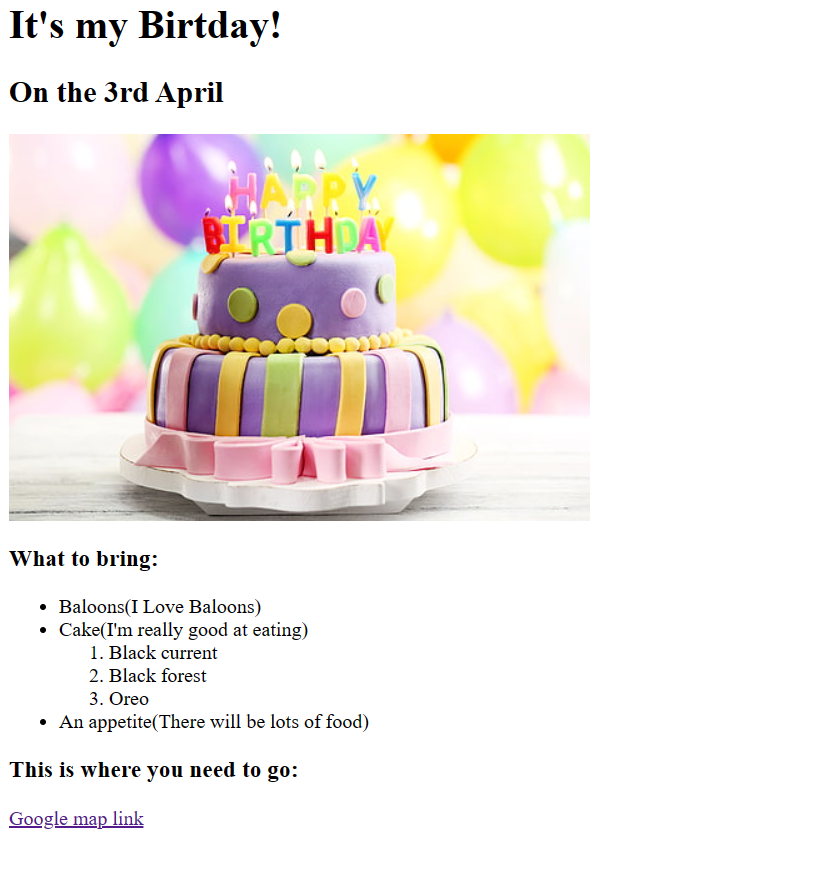 It's my Birtday!
On the 3rd April
HAPPY
BIRTHDAY
What to bring:
• Baloons(I Love Baloons)
• Cake(I'm really good at eating)
1. Black current
2. Black forest
3. Oreo
• An appetite(There will be lots of food)
This is where you need to go:
Google map link